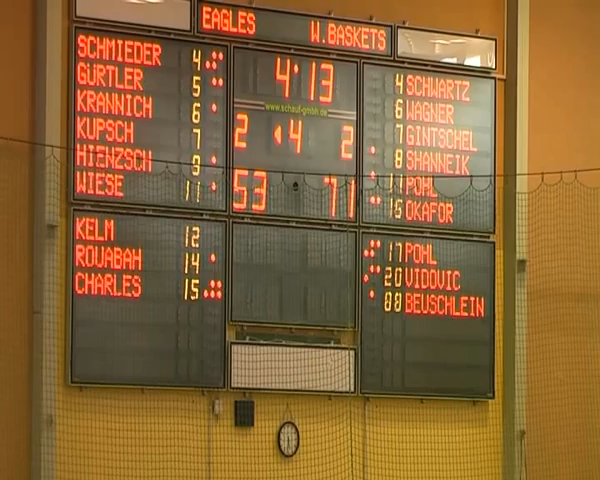 EAGLES W.BASKETS
SCHMIEDER 4
GÜRTLER 5
KRANNICH 6
KUPSCH 7
HIENZSCH 9
WIESE 11
KELM 12
ROUABAH 14
CHARLES 15
4:13
www.schauf-gmbh.de
2 4 2
53 71
4 SCHWARTZ
6 WAGNER
7 GINTSCHEL
8 SHANNEIK
11 POHL
15 OKAFOR
17 POHL
20 VIDOVIC
88 BEUSCHLEIN